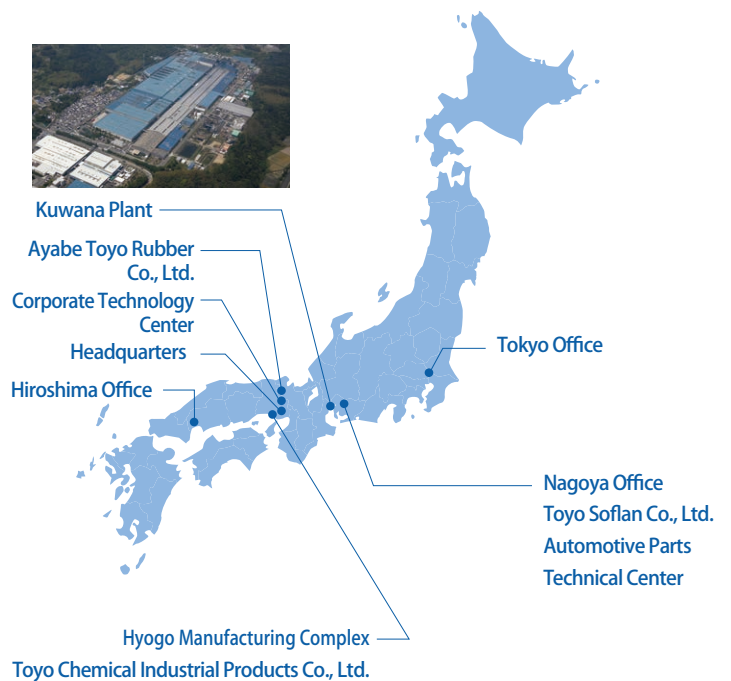 Kuwana Plant
Ayabe Toyo Rubber
Co., Ltd.
Corporate Technology
Center
Headquarters
Hiroshima Office
Tokyo Office
Nagoya Office
Toyo Soflan Co., Ltd.
Automotive Parts
Technical Center
Hyogo Manufacturing Complex
Toyo Chemical Industrial Products Co., Ltd.